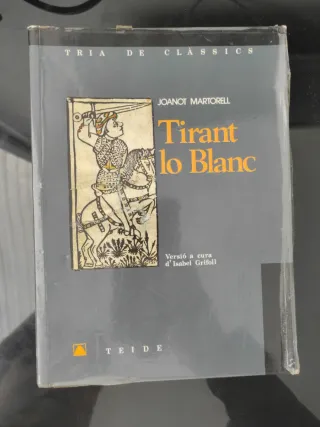 TRIA DE CLÀSSICS
JOANOT MARTORELL
Tirant
lo Blanc
Versió a cura
d'Isabel Grifoll
TEIDE